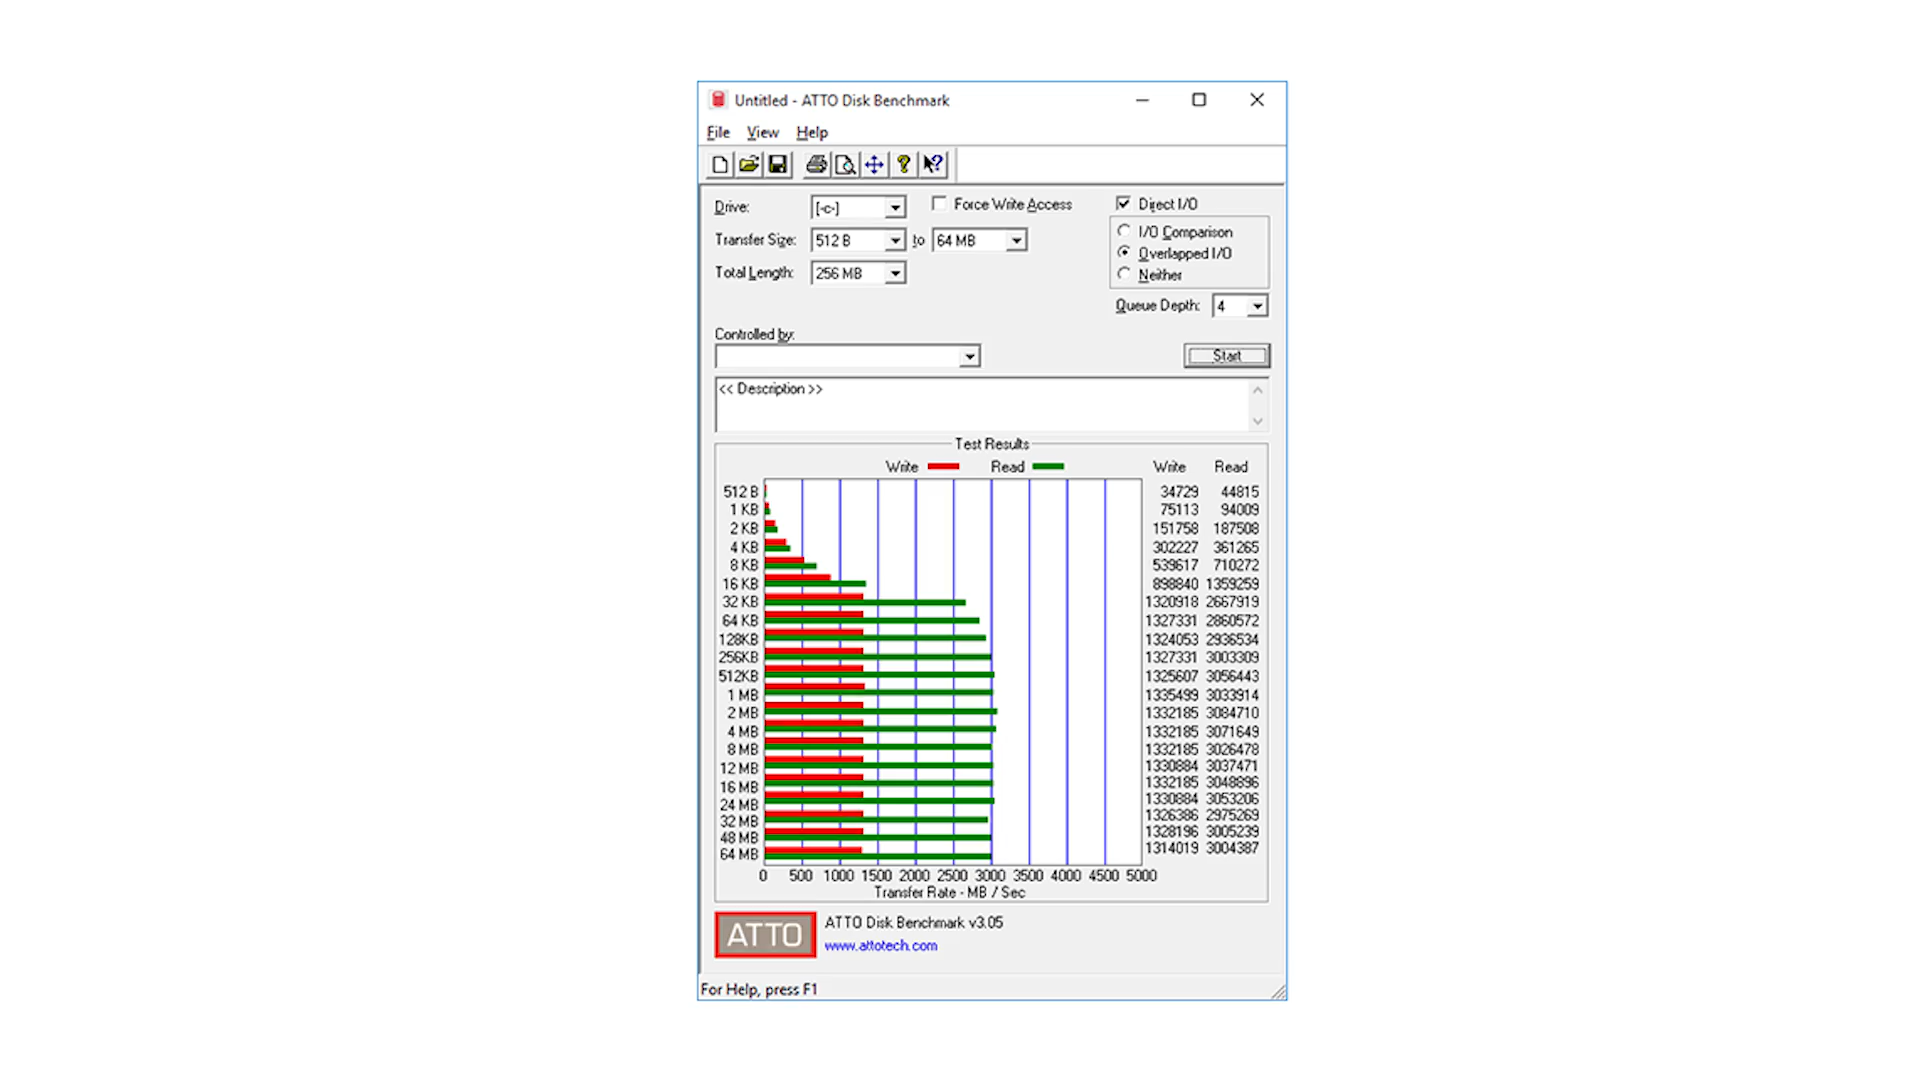 Untitled - ATTO Disk Benchmark
File View Help
Drive: [-c-] Force Write Access Direct I/O
I/O Comparison
Transfer Size: 512 B to 64 MB
Overlapped I/O
Total Length: 256 MB
Neither
Queue Depth: 4
Controlled by:
Start
<< Description >>
Test Results
Write Read Write Read
512 B 34729 44815
1 KB 75113 94009
2 KB 151758 187508
4 KB 302227 361265
8 KB 539617 710272
16 KB 898840 1359259
32 KB 1320918 2667919
64 KB 1327331 2860572
128KB 1324053 2936534
256KB 1327331 3003309
512KB 1325607 3056443
1 MB 1335499 3033914
2 MB 1332185 3084710
4 MB 1332185 3071649
8 MB 1332185 3026478
12 MB 1330884 3037471
16 MB 1332185 3048896
24 MB 1330884 3053206
32 MB 1326386 2975269
48 MB 1328196 3005239
64 MB 1314019 3004387
0 500 1000 1500 2000 2500 3000 3500 4000 4500 5000
Transfer Rate - MB / Sec
ATTO
ATTO Disk Benchmark v3.05
www.attotech.com
For Help, press F1